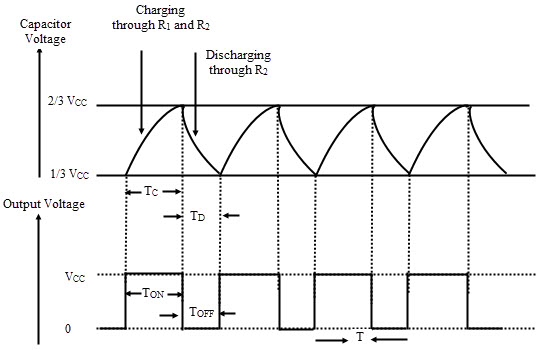 Charging
through R1 and R2
Capacitor
Voltage
Discharging
through R2
2/3 VCC
1/3 VCC
TC
Output Voltage
TD
VCC
TON
TOFF
0
T